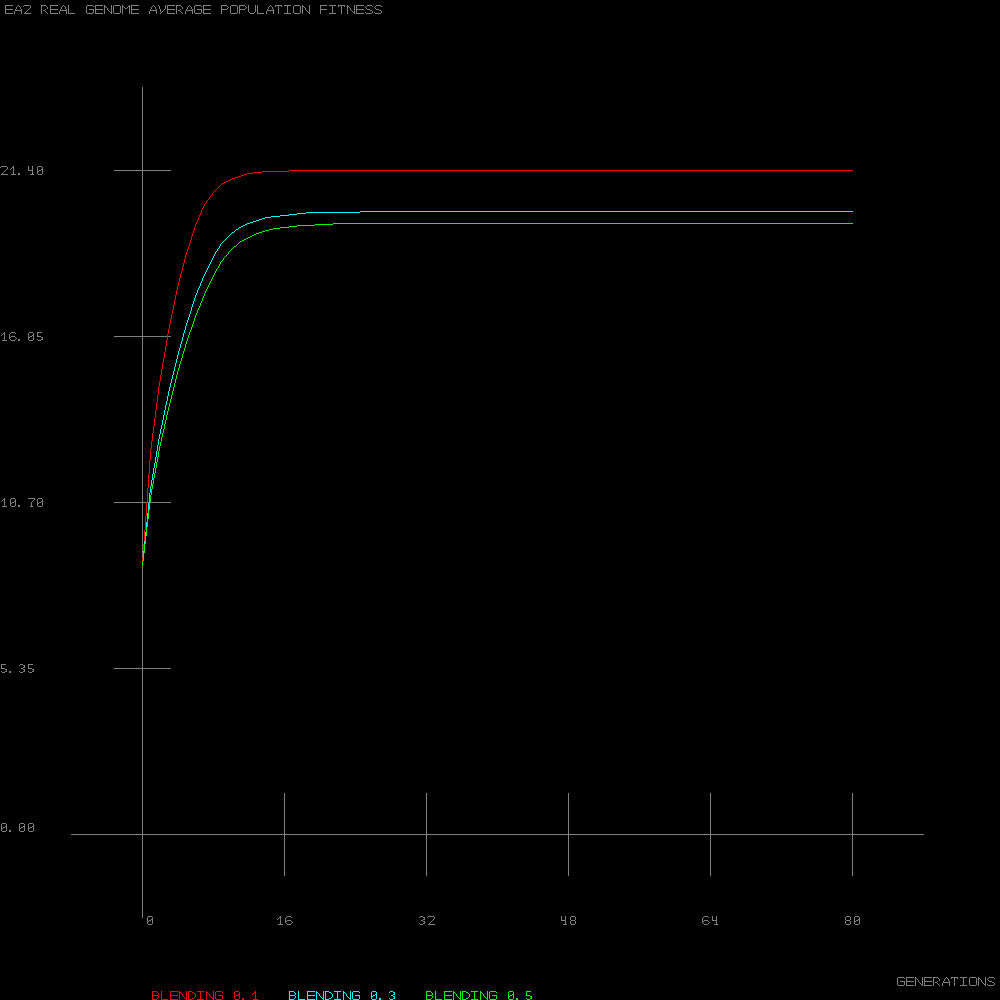 EA2 REAL GENOME AVERAGE POPULATION FITNESS
21.40
16.05
10.70
5.35
0.00
0 16 32 48 64 80
GENERATIONS
BLENDING 0.1 BLENDING 0.3 BLENDING 0.5